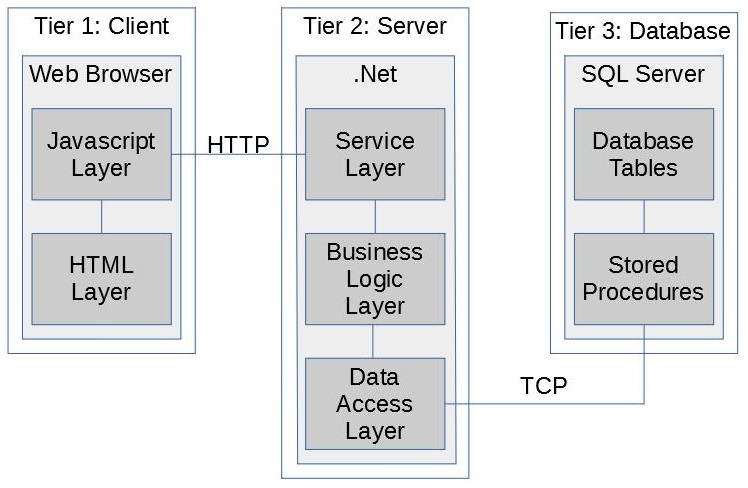 Tier 1: Client
Web Browser
Javascript
Layer
HTML
Layer
HTTP
Tier 2: Server
.Net
Service
Layer
Business
Logic
Layer
Data
Access
Layer
TCP
Tier 3: Database
SQL Server
Database
Tables
Stored
Procedures